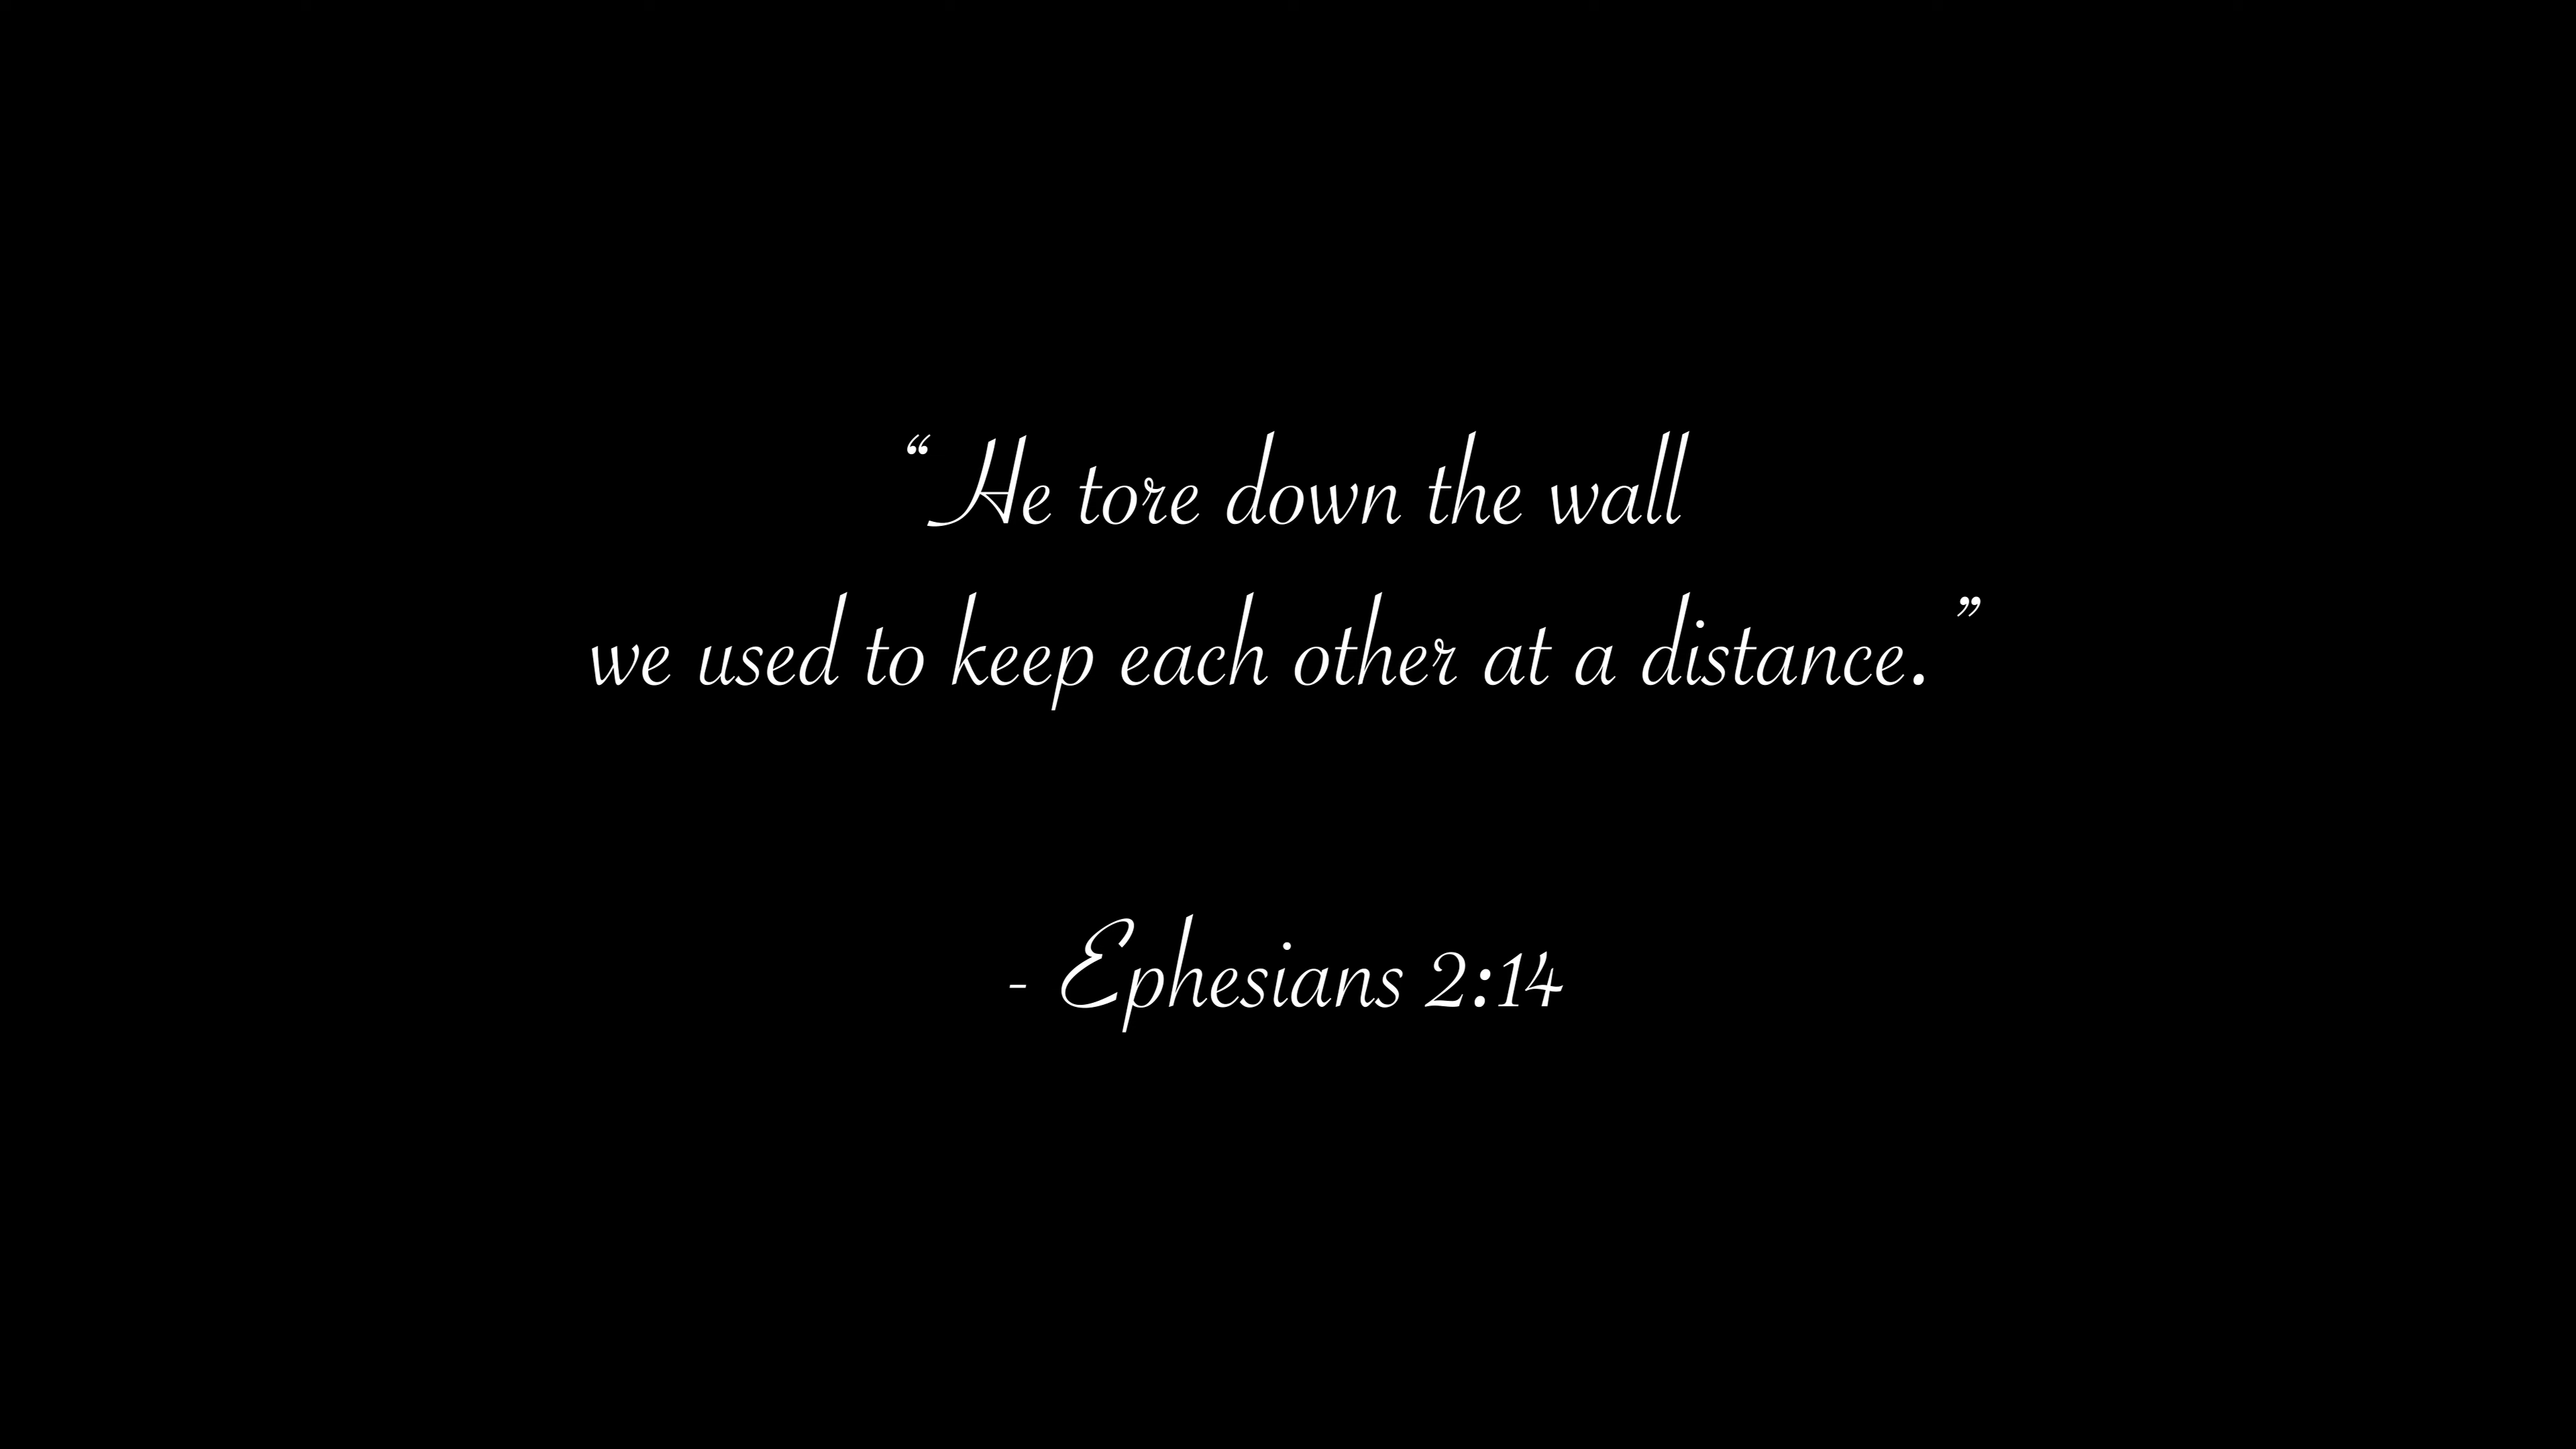 “He tore down the wall
we used to keep each other at a distance.”
- Ephesians 2:14